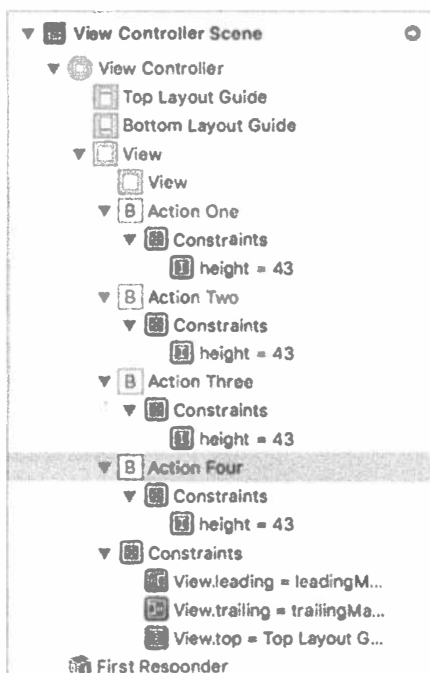 View Controller Scene
View Controller
Top Layout Guide
Bottom Layout Guide
View
View
B Action One
Constraints
height = 43
B Action Two
Constraints
height = 43
B Action Three
Constraints
height = 43
B Action Four
Constraints
height = 43
Constraints
View.leading = leadingM...
View.trailing = trailingMa...
View.top = Top Layout G...
First Responder